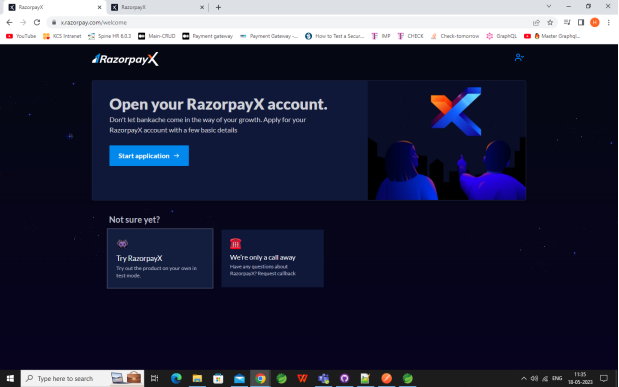 RazorpayX
RazorpayX
x.razorpay.com/welcome
YouTube
KCS Intranet
Spine HR 6.0.3
Main-CRUD
Payment gateway
Payment Gateway-...
How to Test a Secur...
IMP
CHECK
Check-tomorrow
GraphQL
Master Graphql...
RazorpayX
Open your RazorpayX account.
Don't let bankache come in the way of your growth. Apply for your
RazorpayX account with a few basic details
Start application →
Not sure yet?
Try RazorpayX
Try out the product on your own in
test mode.
We're only a call away
Have any questions about
RazorpayX? Request callback
Type here to search
ENG
11:35
18-05-2023